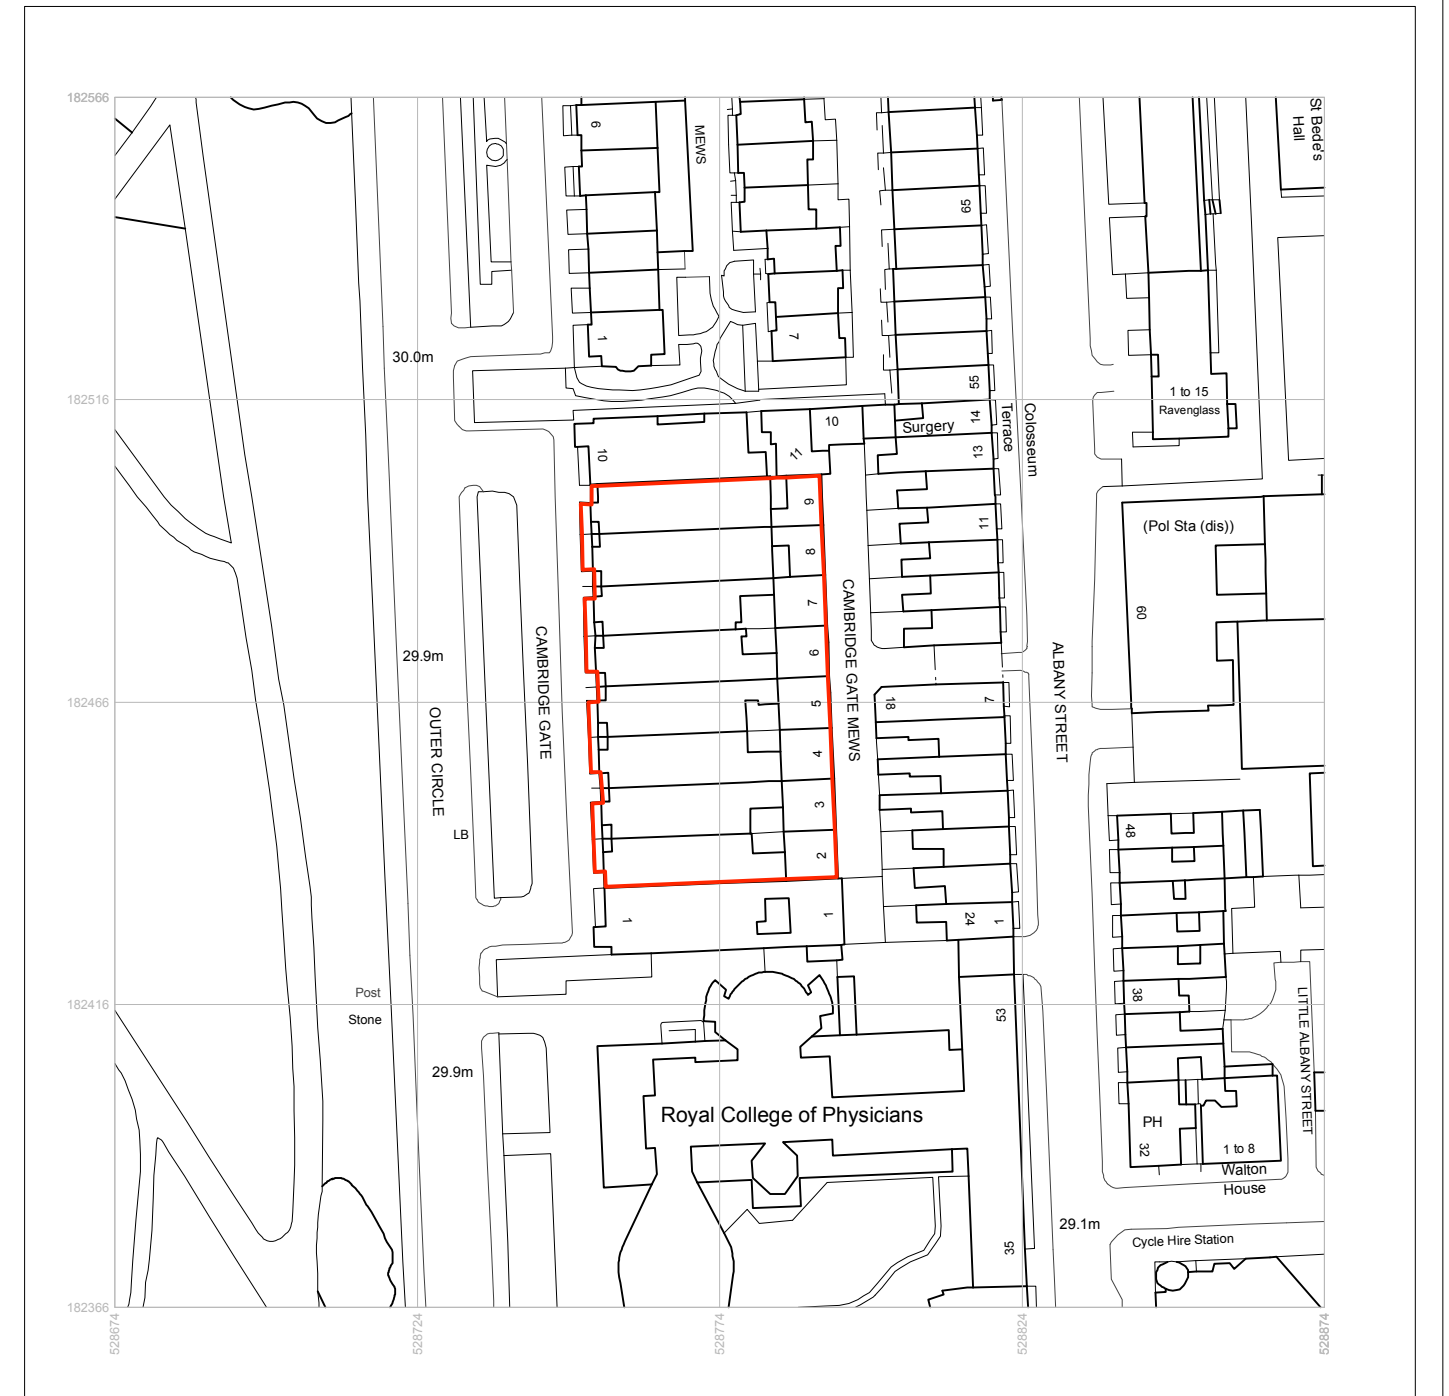 182566
6
MEWS
St Bede's
Hall
65
1
7
30.0m
55
1 to 15
Ravenglass
182516
10
11
10
Surgery
14
13
Terrace
Colosseum
9
8
7
6
5
4
3
2
11
(Pol Sta (dis))
60
CAMBRIDGE GATE
CAMBRIDGE GATE MEWS
ALBANY STREET
29.9m
OUTER CIRCLE
182466
18
7
LB
48
1
1
24
1
182416
Post
Stone
38
53
LITTLE ALBANY STREET
29.9m
Royal College of Physicians
PH
32
1 to 8
Walton
House
29.1m
35
Cycle Hire Station
182366
528674
528724
528774
528824
528874